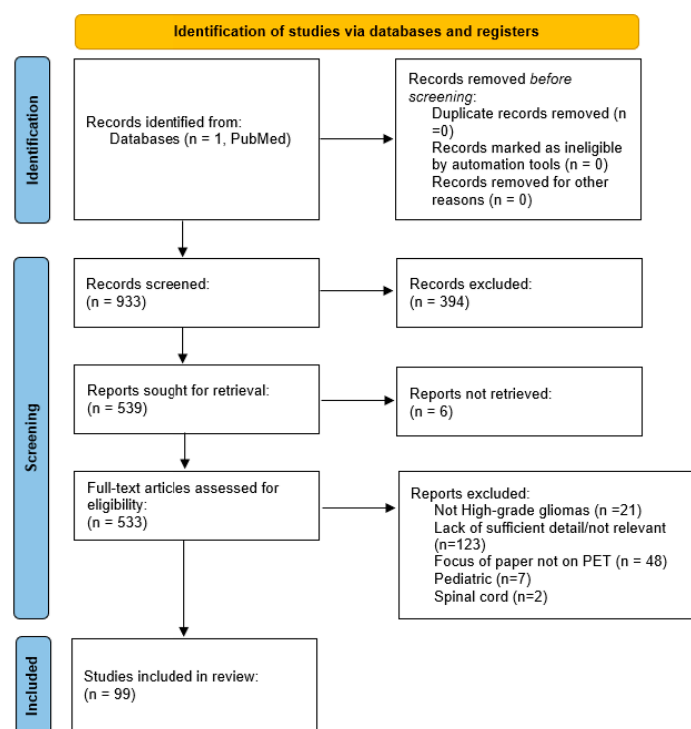 Identification of studies via databases and registers
Identification
Records identified from:
Databases (n = 1, PubMed)
Records removed before
screening:
Duplicate records removed (n
=0)
Records marked as ineligible
by automation tools (n = 0)
Records removed for other
reasons (n = 0)
Screening
Records screened:
(n = 933)
Records excluded:
(n = 394)
Reports sought for retrieval:
(n = 539)
Reports not retrieved:
(n = 6)
Full-text articles assessed for
eligibility:
(n = 533)
Reports excluded:
Not High-grade gliomas (n =21)
Lack of sufficient detail/not relevant
(n=123)
Focus of paper not on PET (n = 48)
Pediatric (n=7)
Spinal cord (n=2)
Included
Studies included in review:
(n = 99)